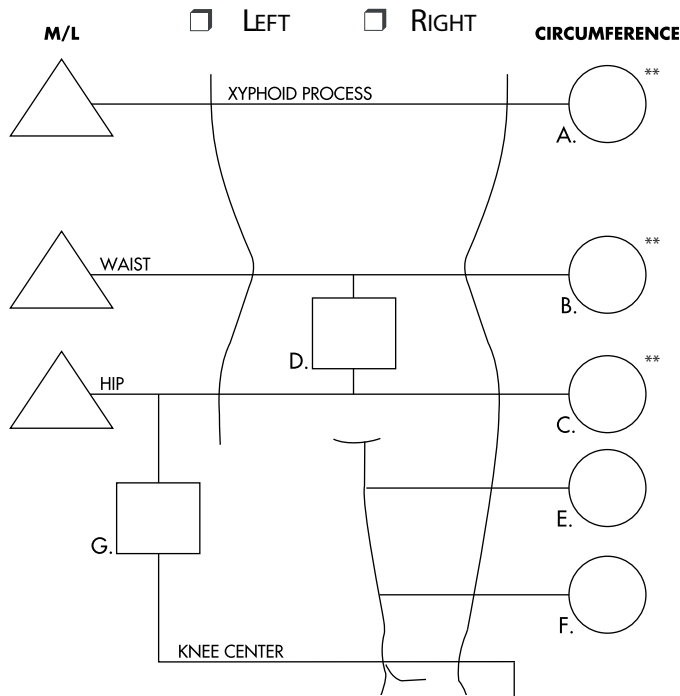 LEFT RIGHT
M/L CIRCUMFERENCE
XYPHOID PROCESS **
A.
WAIST **
B.
D.
HIP **
C.
E.
G.
F.
KNEE CENTER